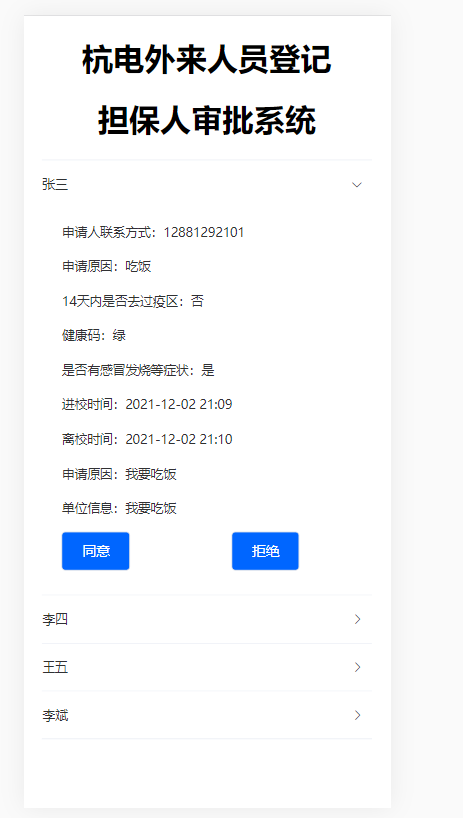 杭电外来人员登记
担保人审批系统
张三
申请人联系方式：12881292101
申请原因：吃饭
14天内是否去过疫区：否
健康码：绿
是否有感冒发烧等症状：是
进校时间：2021-12-02 21:09
离校时间：2021-12-02 21:10
申请原因：我要吃饭
单位信息：我要吃饭
同意 拒绝
李四
王五
李斌